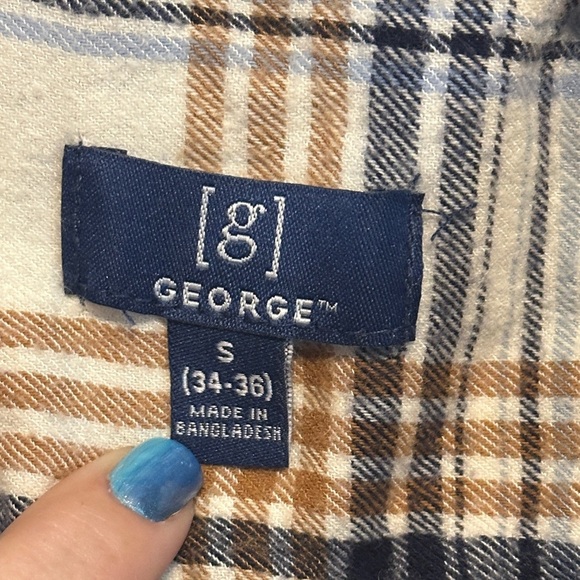 [g]
GEORGE™
S
(34-36)
MADE IN
BANGLADESH